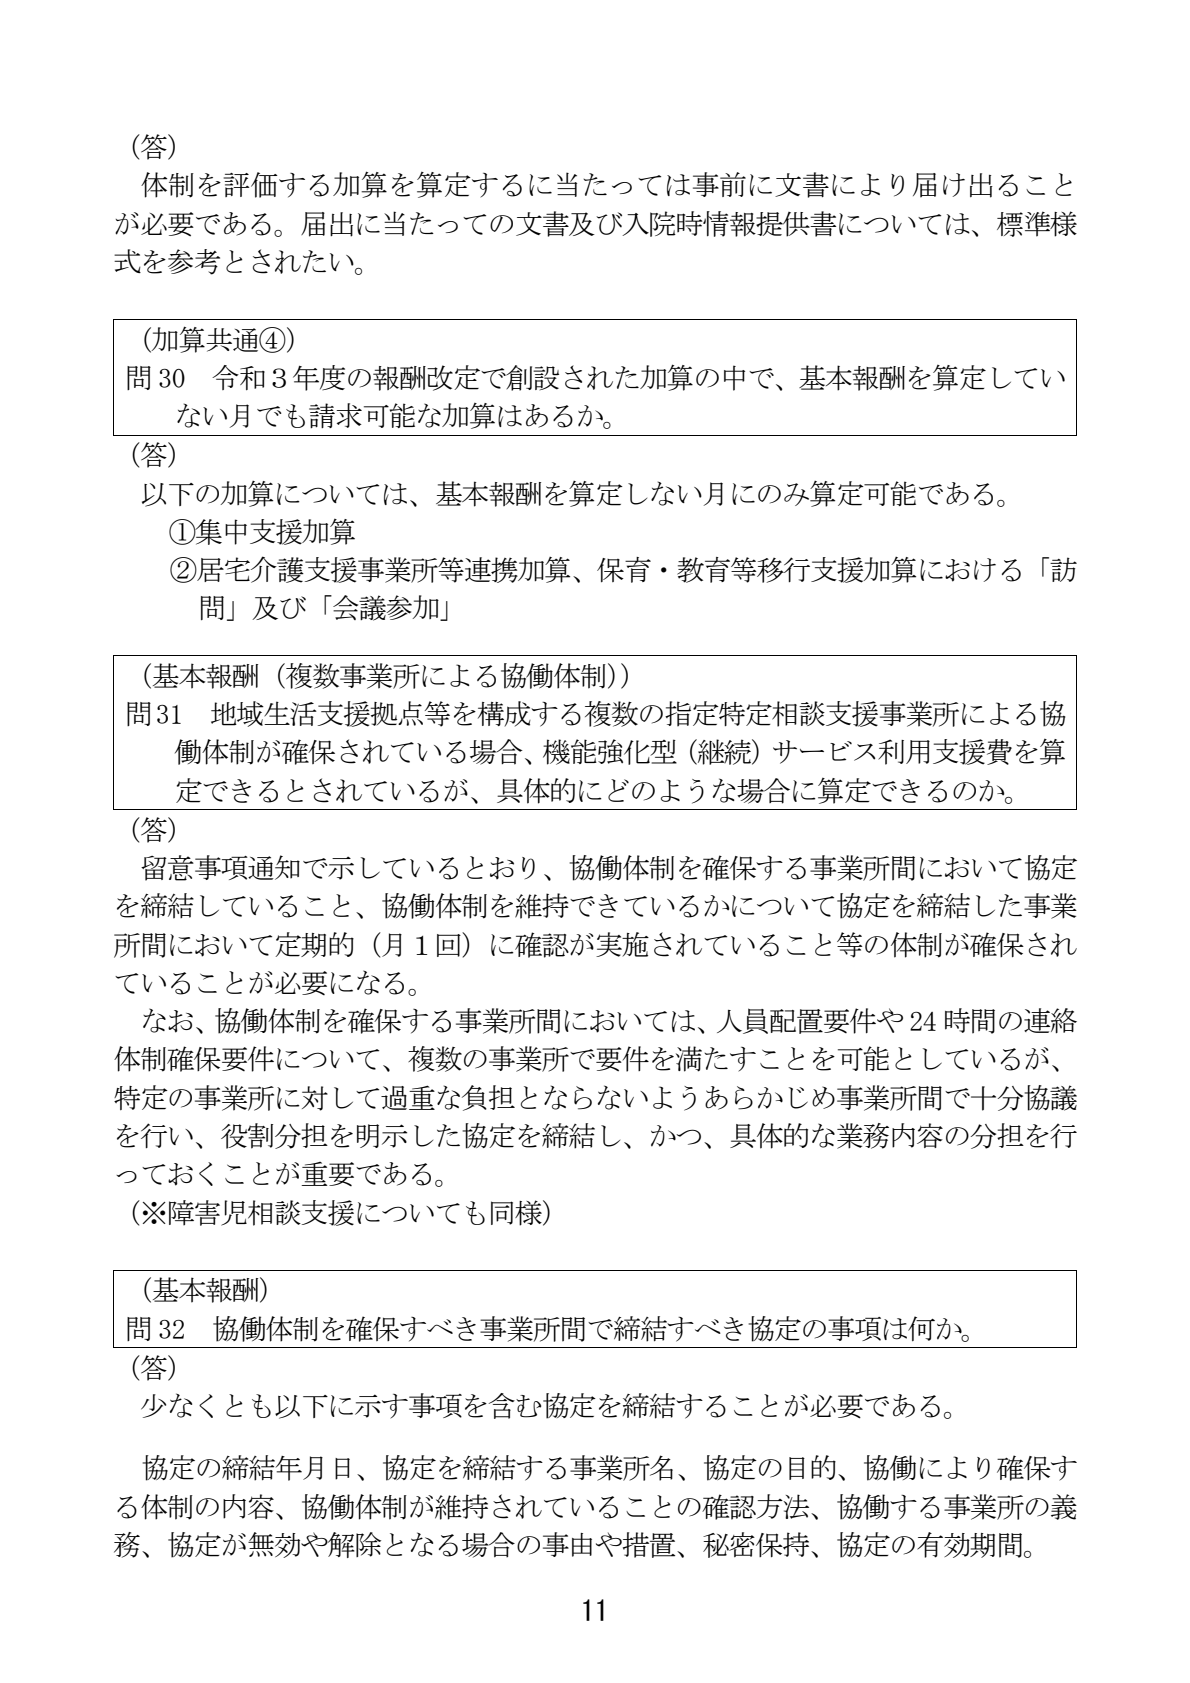 （答）
体制を評価する加算を算定するに当たっては事前に文書により届け出ること
が必要である。届出に当たっての文書及び入院時情報提供書については、標準様
式を参考とされたい。
（加算共通④）
問 30　令和３年度の報酬改定で創設された加算の中で、基本報酬を算定してい
ない月でも請求可能な加算はあるか。
（答）
以下の加算については、基本報酬を算定しない月にのみ算定可能である。
①集中支援加算
②居宅介護支援事業所等連携加算、保育・教育等移行支援加算における「訪
問」及び「会議参加」
（基本報酬（複数事業所による協働体制））
問31　地域生活支援拠点等を構成する複数の指定特定相談支援事業所による協
働体制が確保されている場合、機能強化型（継続）サービス利用支援費を算
定できるとされているが、具体的にどのような場合に算定できるのか。
（答）
留意事項通知で示しているとおり、協働体制を確保する事業所間において協定
を締結していること、協働体制を維持できているかについて協定を締結した事業
所間において定期的（月１回）に確認が実施されていること等の体制が確保され
ていることが必要になる。
なお、協働体制を確保する事業所間においては、人員配置要件や 24 時間の連絡
体制確保要件について、複数の事業所で要件を満たすことを可能としているが、
特定の事業所に対して過重な負担とならないようあらかじめ事業所間で十分協議
を行い、役割分担を明示した協定を締結し、かつ、具体的な業務内容の分担を行
っておくことが重要である。
（※障害児相談支援についても同様）
（基本報酬）
問 32　協働体制を確保すべき事業所間で締結すべき協定の事項は何か。
（答）
少なくとも以下に示す事項を含む協定を締結することが必要である。
協定の締結年月日、協定を締結する事業所名、協定の目的、協働により確保す
る体制の内容、協働体制が維持されていることの確認方法、協働する事業所の義
務、協定が無効や解除となる場合の事由や措置、秘密保持、協定の有効期間。
11